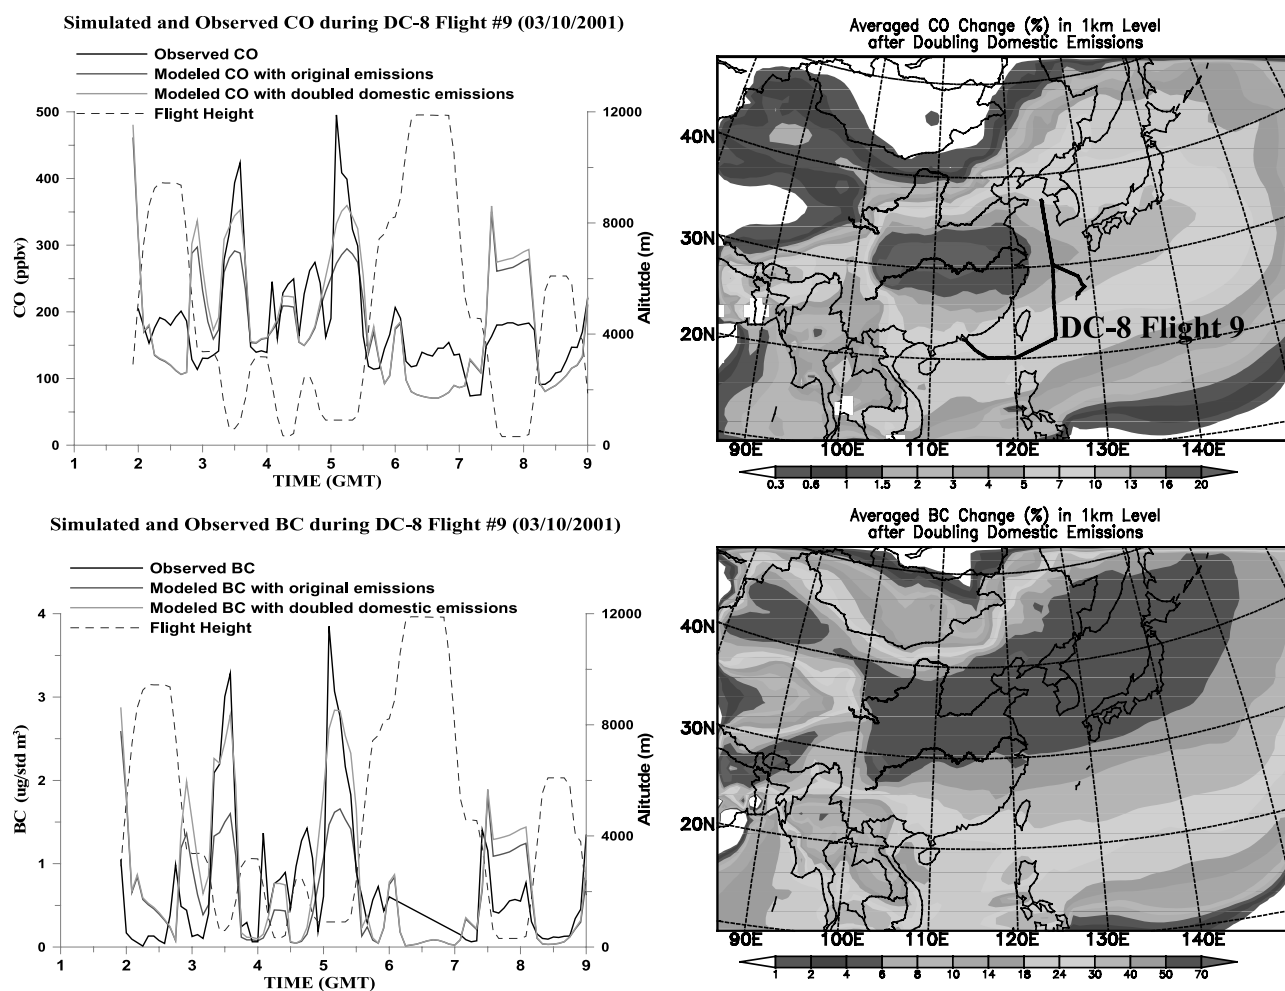 Simulated and Observed CO during DC-8 Flight #9 (03/10/2001)
Observed CO
Modeled CO with original emissions
Modeled CO with doubled domestic emissions
Flight Height
500
400
300
200
100
0
CO (ppbv)
12000
8000
4000
0
Alitutde (m)
1 2 3 4 5 6 7 8 9
TIME (GMT)
Averaged CO Change (%) in 1km Level
after Doubling Domestic Emissions
40N
30N
20N
DC-8 Flight 9
90E 100E 110E 120E 130E 140E
0.3 0.6 1 1.5 2 3 4 5 7 10 13 16 20
Simulated and Observed BC during DC-8 Flight #9 (03/10/2001)
Observed BC
Modeled BC with original emissions
Modeled BC with doubled domestic emissions
Flight Height
4
3
2
1
0
BC (ug/std m³)
12000
8000
4000
0
Alitutde (m)
1 2 3 4 5 6 7 8 9
TIME (GMT)
Averaged BC Change (%) in 1km Level
after Doubling Domestic Emissions
40N
30N
20N
90E 100E 110E 120E 130E 140E
1 2 4 6 8 10 14 18 24 30 40 50 70